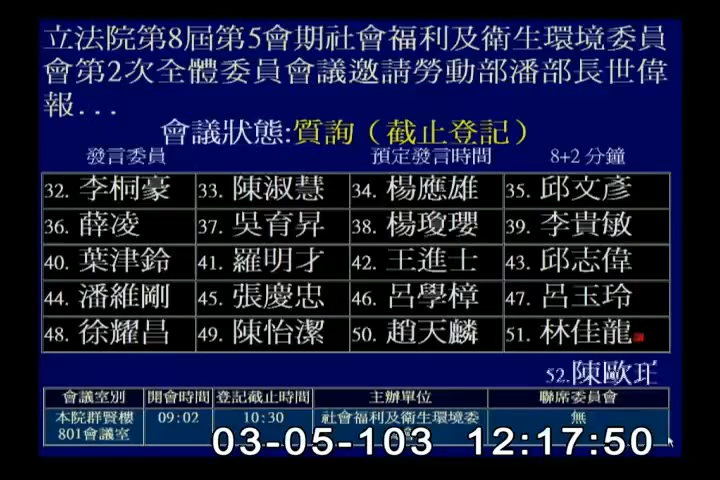 立法院第8屆第5會期社會福利及衛生環境委員
會第2次全體委員會議邀請勞動部潘部長世偉
報...
會議狀態:質詢（截止登記）
發言委員 預定發言時間 8+2 分鐘
32. 李桐豪 33. 陳淑慧 34. 楊應雄 35. 邱文彥
36. 薛凌 37. 吳育昇 38. 楊瓊瓔 39. 李貴敏
40. 葉津鈴 41. 羅明才 42. 王進士 43. 邱志偉
44. 潘維剛 45. 張慶忠 46. 呂學樟 47. 呂玉玲
48. 徐耀昌 49. 陳怡潔 50. 趙天麟 51. 林佳龍
52. 陳歐珀
會議室別 開會時間 登記截止時間 主辦單位 聯席委員會
本院群賢樓 09:02 10:30 社會福利及衛生環境委 無
801會議室
03-05-103 12:17:50